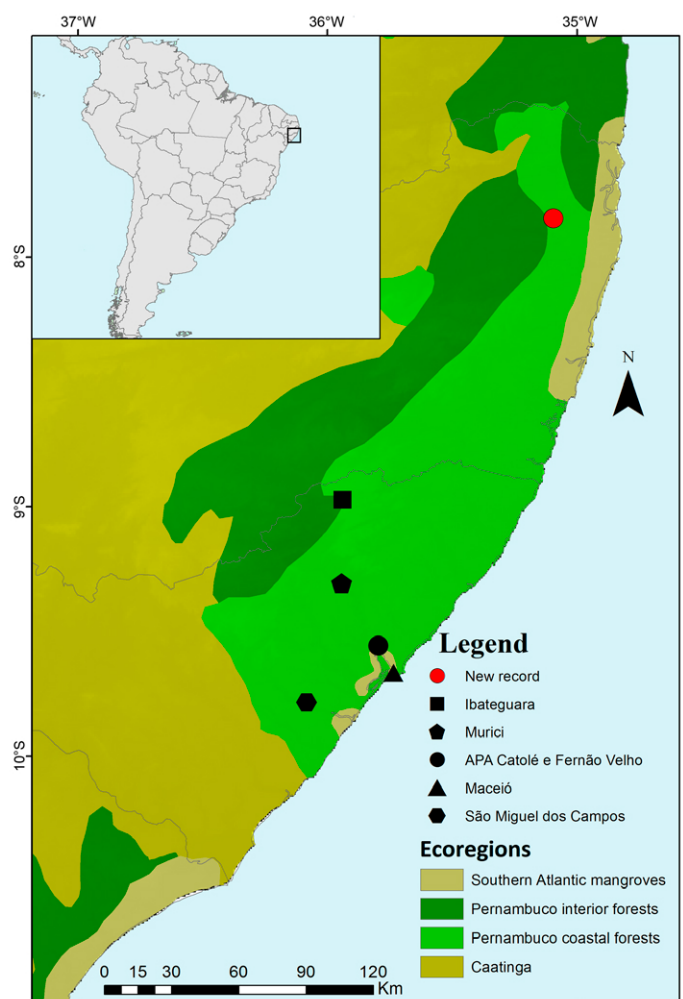 37°W 36°W 35°W
8°S
N
9°S
Legend
New record
Ibateguara
Murici
APA Catolé e Fernão Velho
Maceió
São Miguel dos Campos
10°S
Ecoregions
Southern Atlantic mangroves
Pernambuco interior forests
Pernambuco coastal forests
Caatinga
0 15 30 60 90 120
Km